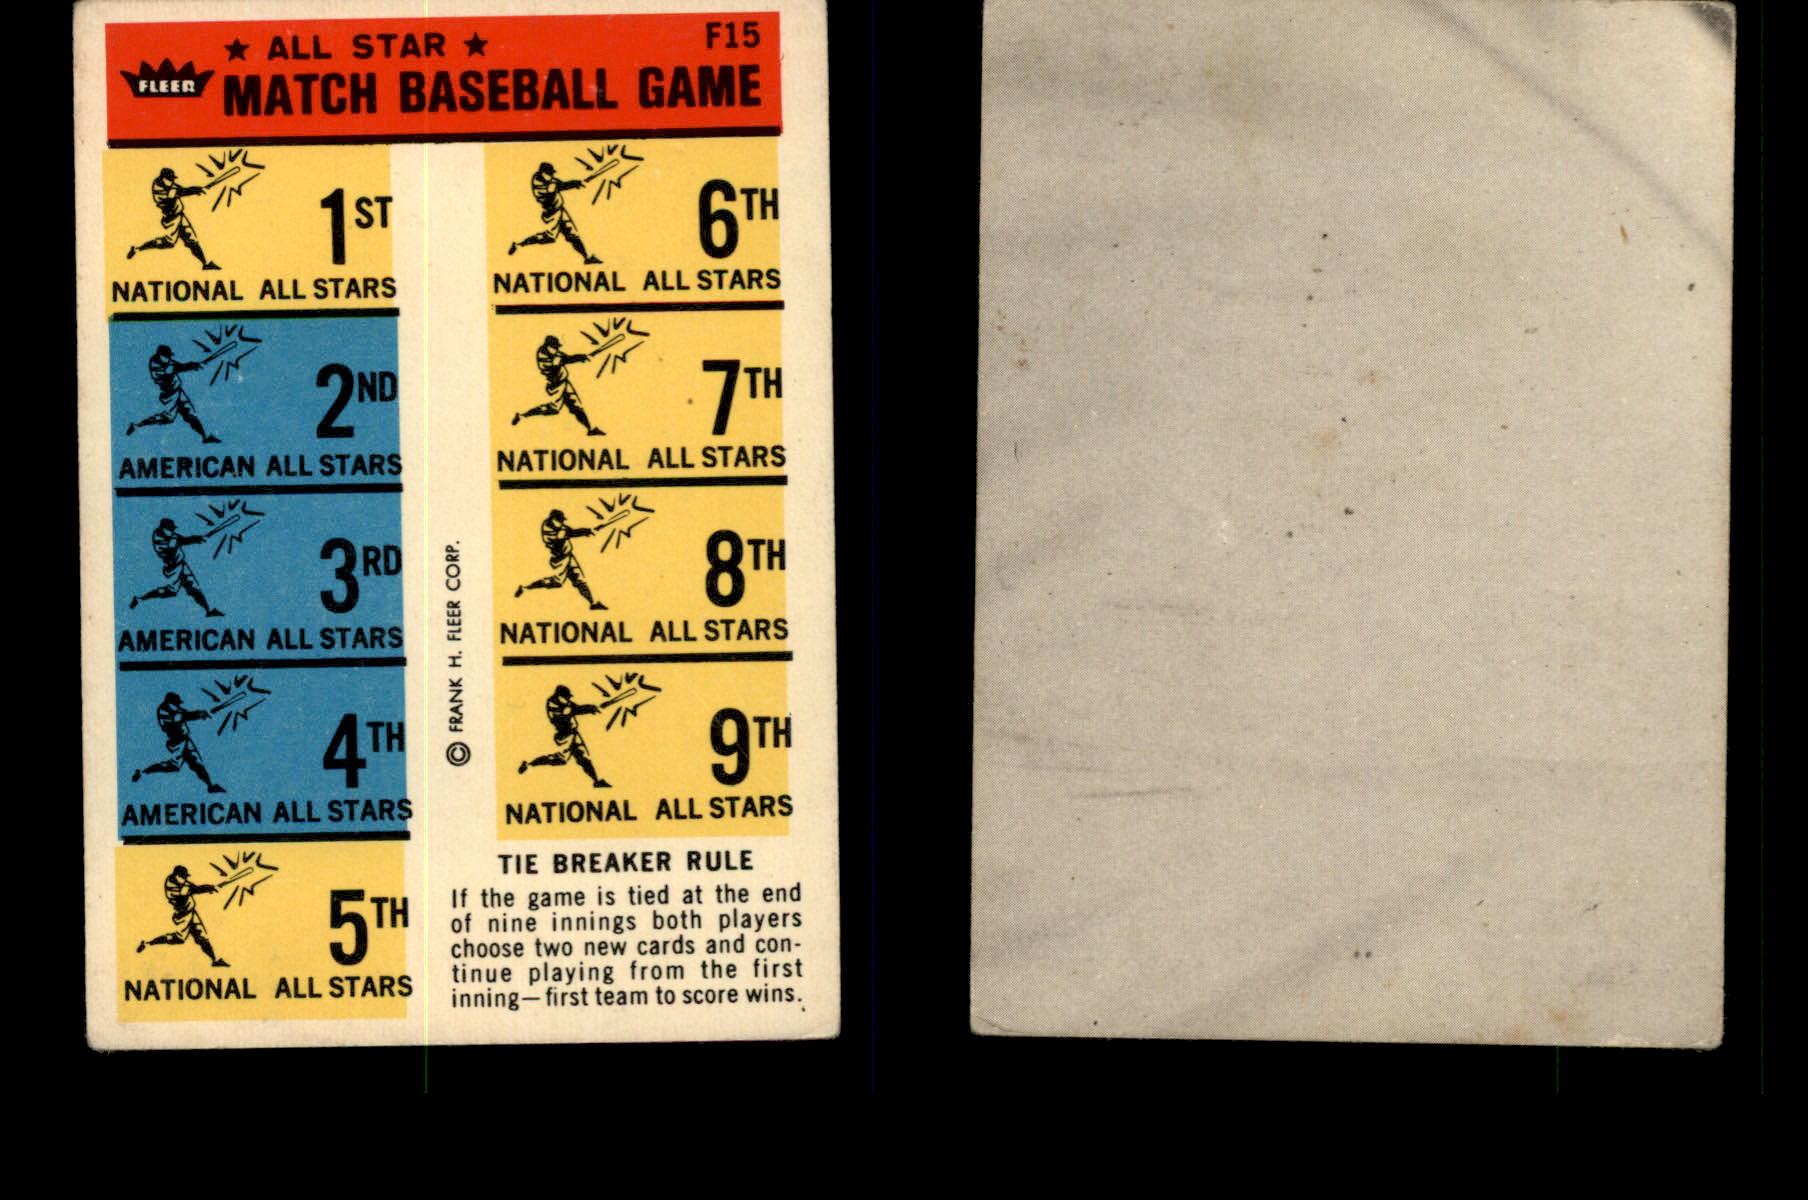 ★ ALL STAR ★
F15
FLEER
MATCH BASEBALL GAME
1ST
NATIONAL ALL STARS
2ND
AMERICAN ALL STARS
3RD
AMERICAN ALL STARS
4TH
AMERICAN ALL STARS
5TH
NATIONAL ALL STARS
© FRANK H. FLEER CORP.
6TH
NATIONAL ALL STARS
7TH
NATIONAL ALL STARS
8TH
NATIONAL ALL STARS
9TH
NATIONAL ALL STARS
TIE BREAKER RULE
If the game is tied at the end
of nine innings both players
choose two new cards and con-
tinue playing from the first
inning—first team to score wins.